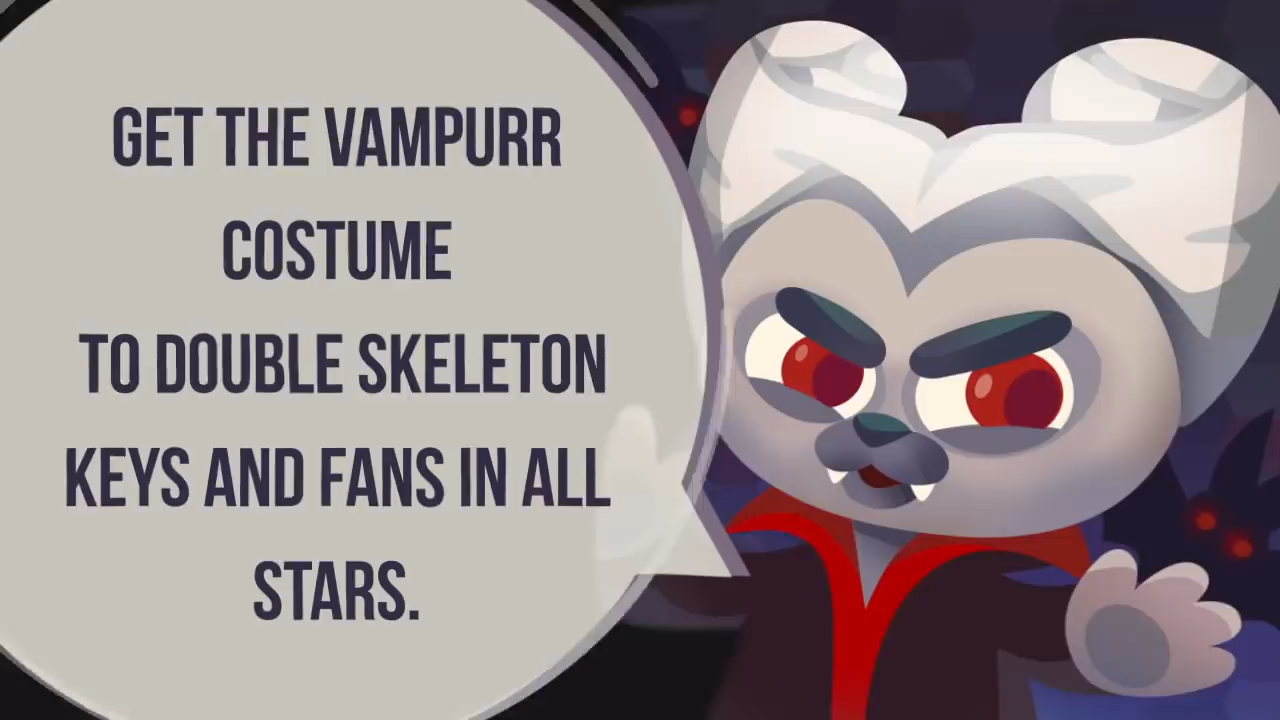 GET THE VAMPURR
COSTUME
TO DOUBLE SKELETON
KEYS AND FANS IN ALL
STARS.